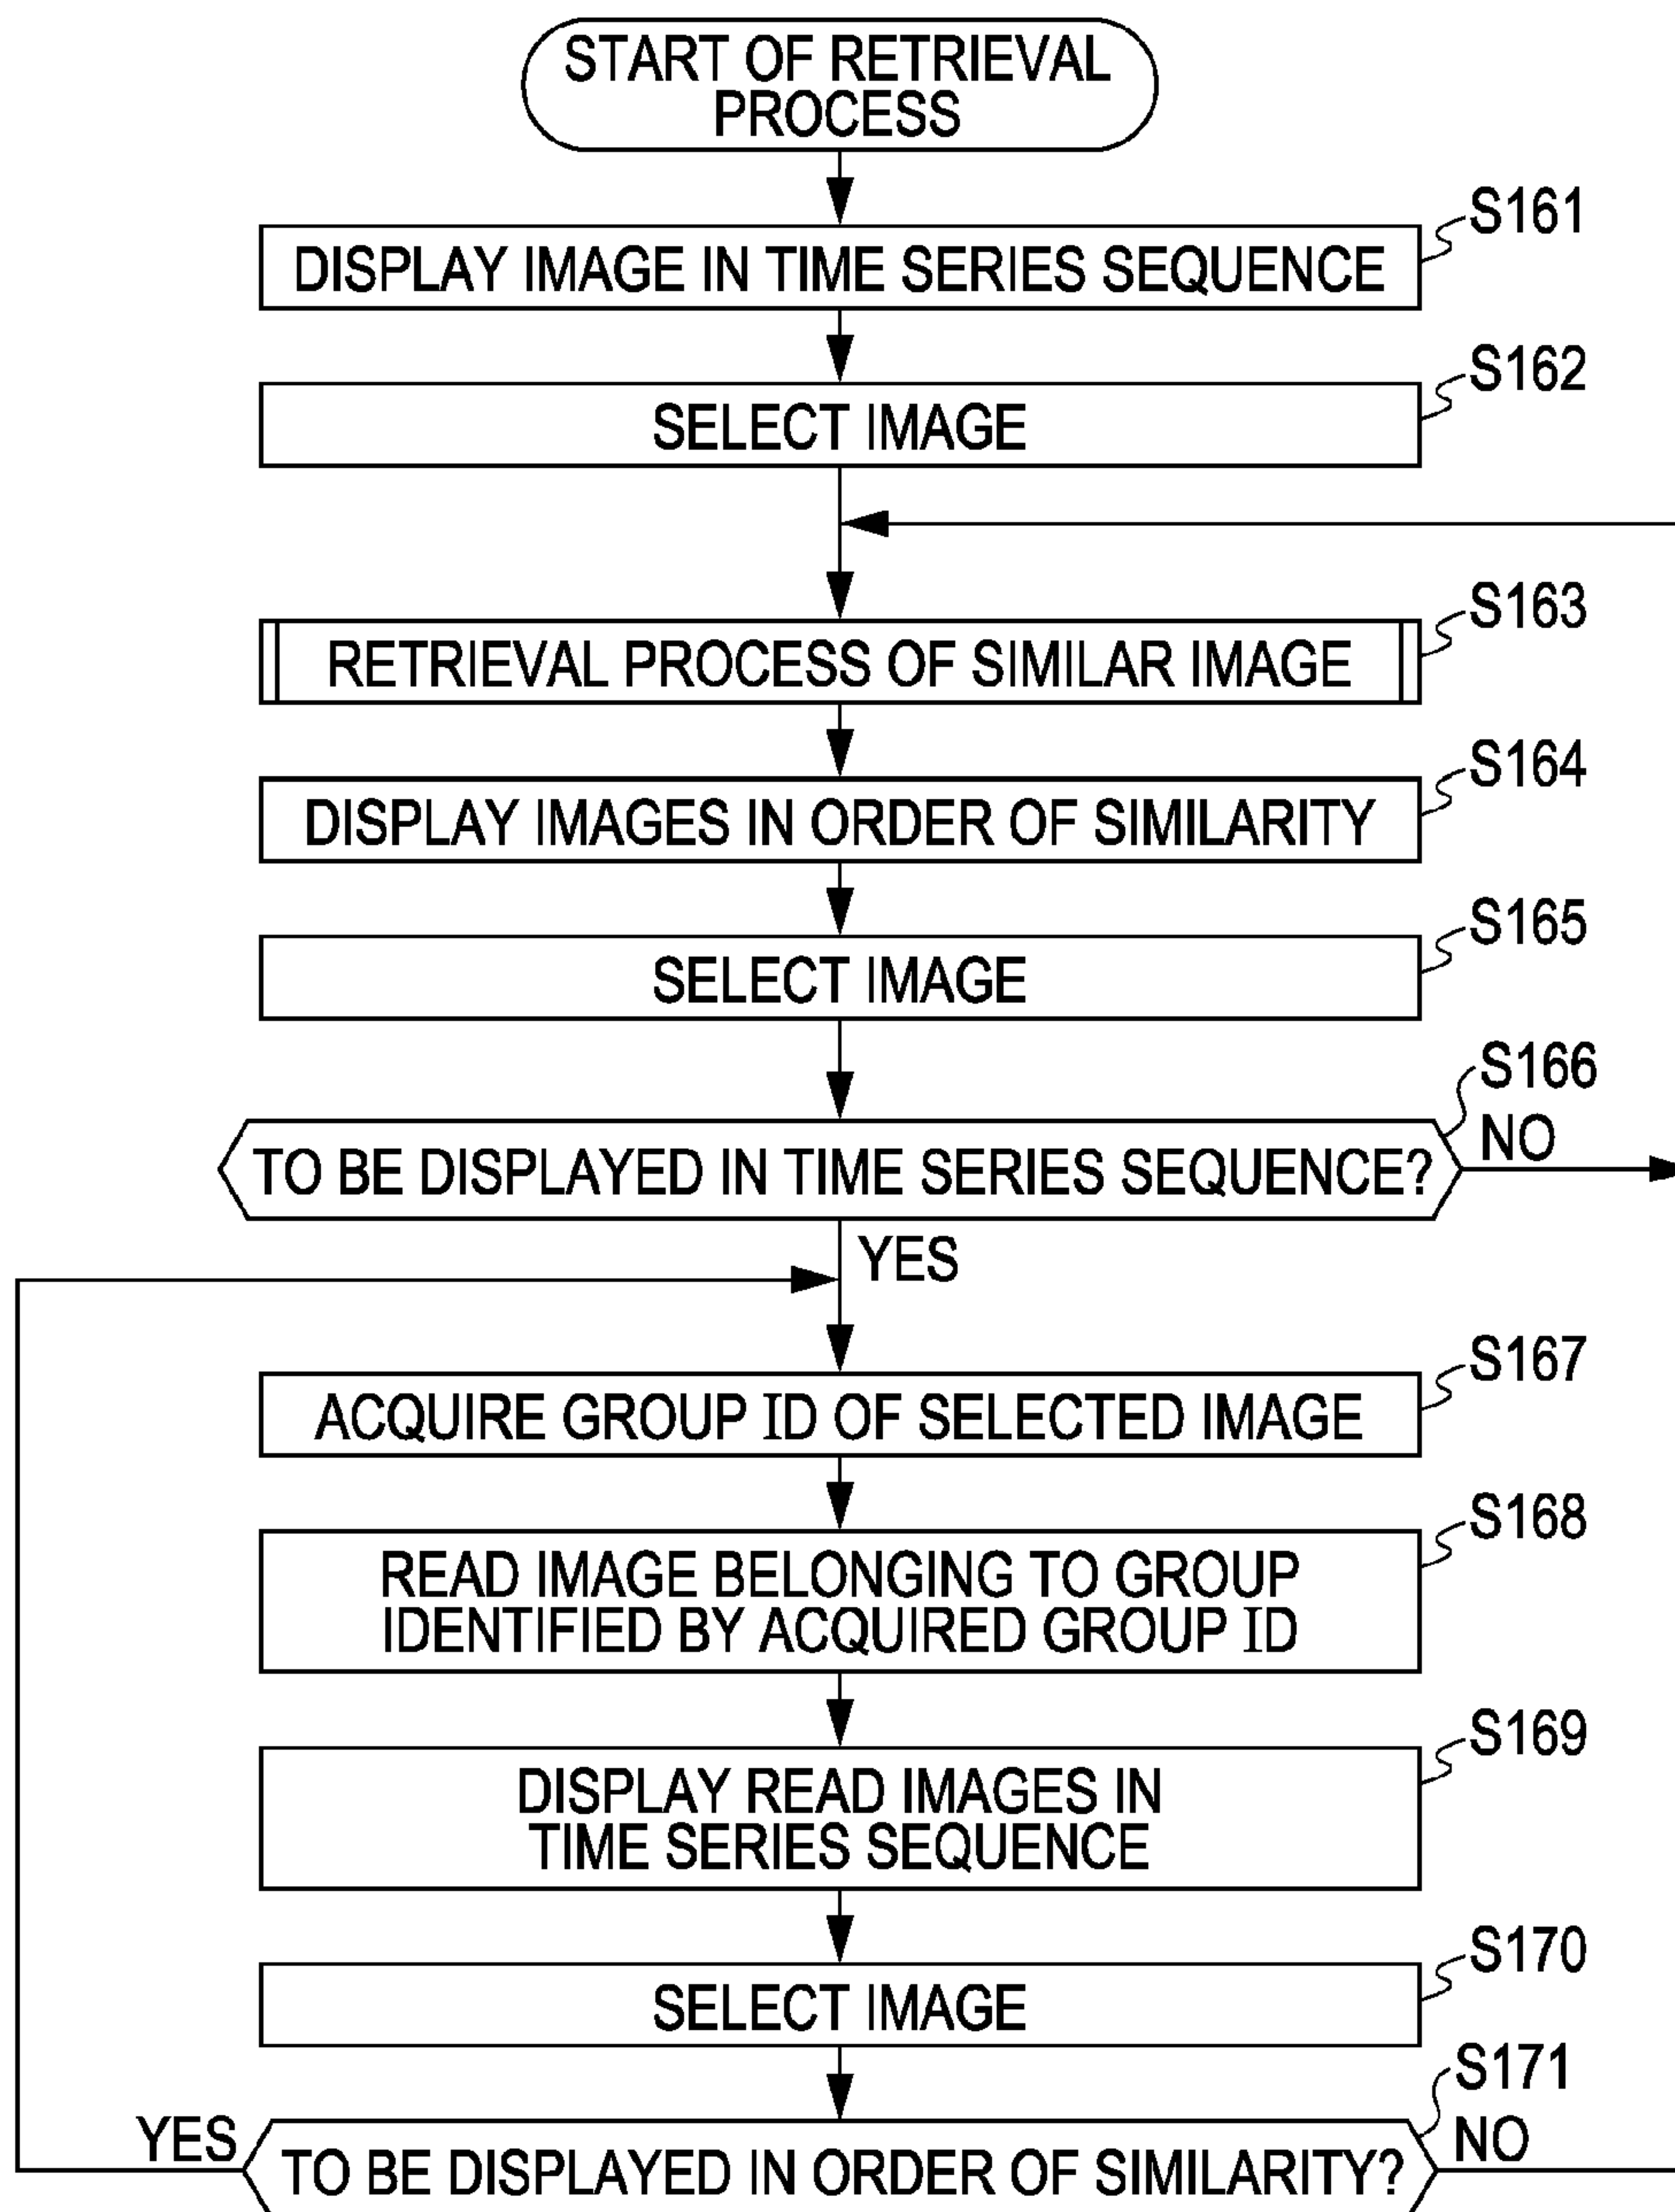 START OF RETRIEVAL
PROCESS
S161
DISPLAY IMAGE IN TIME SERIES SEQUENCE
S162
SELECT IMAGE
S163
RETRIEVAL PROCESS OF SIMILAR IMAGE
S164
DISPLAY IMAGES IN ORDER OF SIMILARITY
S165
SELECT IMAGE
S166
NO
TO BE DISPLAYED IN TIME SERIES SEQUENCE?
YES
S167
ACQUIRE GROUP ID OF SELECTED IMAGE
S168
READ IMAGE BELONGING TO GROUP
IDENTIFIED BY ACQUIRED GROUP ID
S169
DISPLAY READ IMAGES IN
TIME SERIES SEQUENCE
S170
SELECT IMAGE
S171
YES
NO
TO BE DISPLAYED IN ORDER OF SIMILARITY?